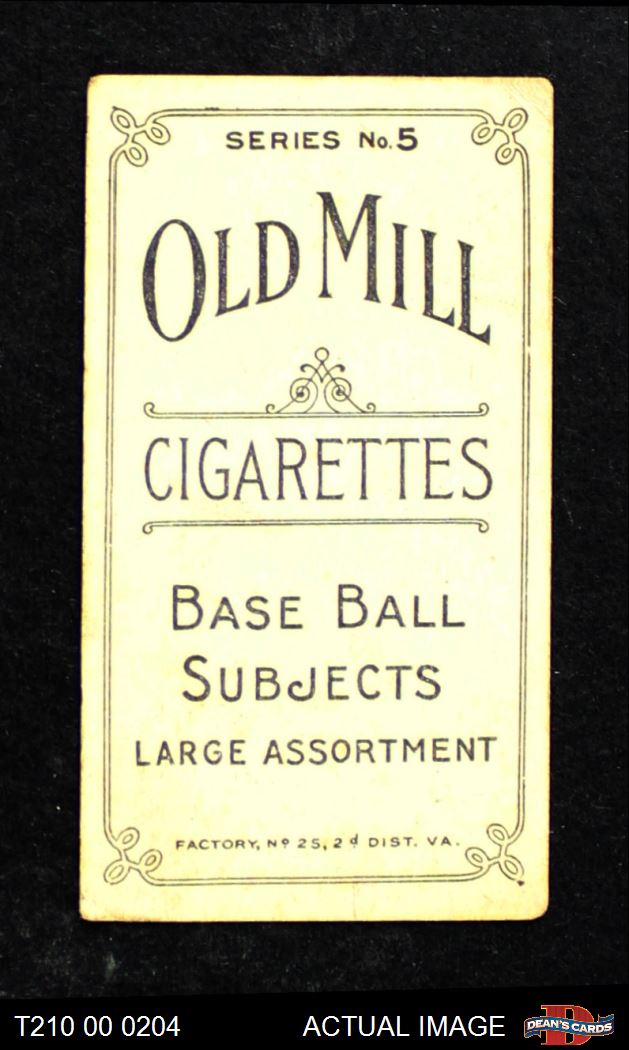 SERIES No. 5
OLD MILL
CIGARETTES
BASE BALL
SUBJECTS
LARGE ASSORTMENT
FACTORY, Nº 25, 2d DIST. VA.
T210 00 0204 ACTUAL IMAGE DEAN'S CARDS